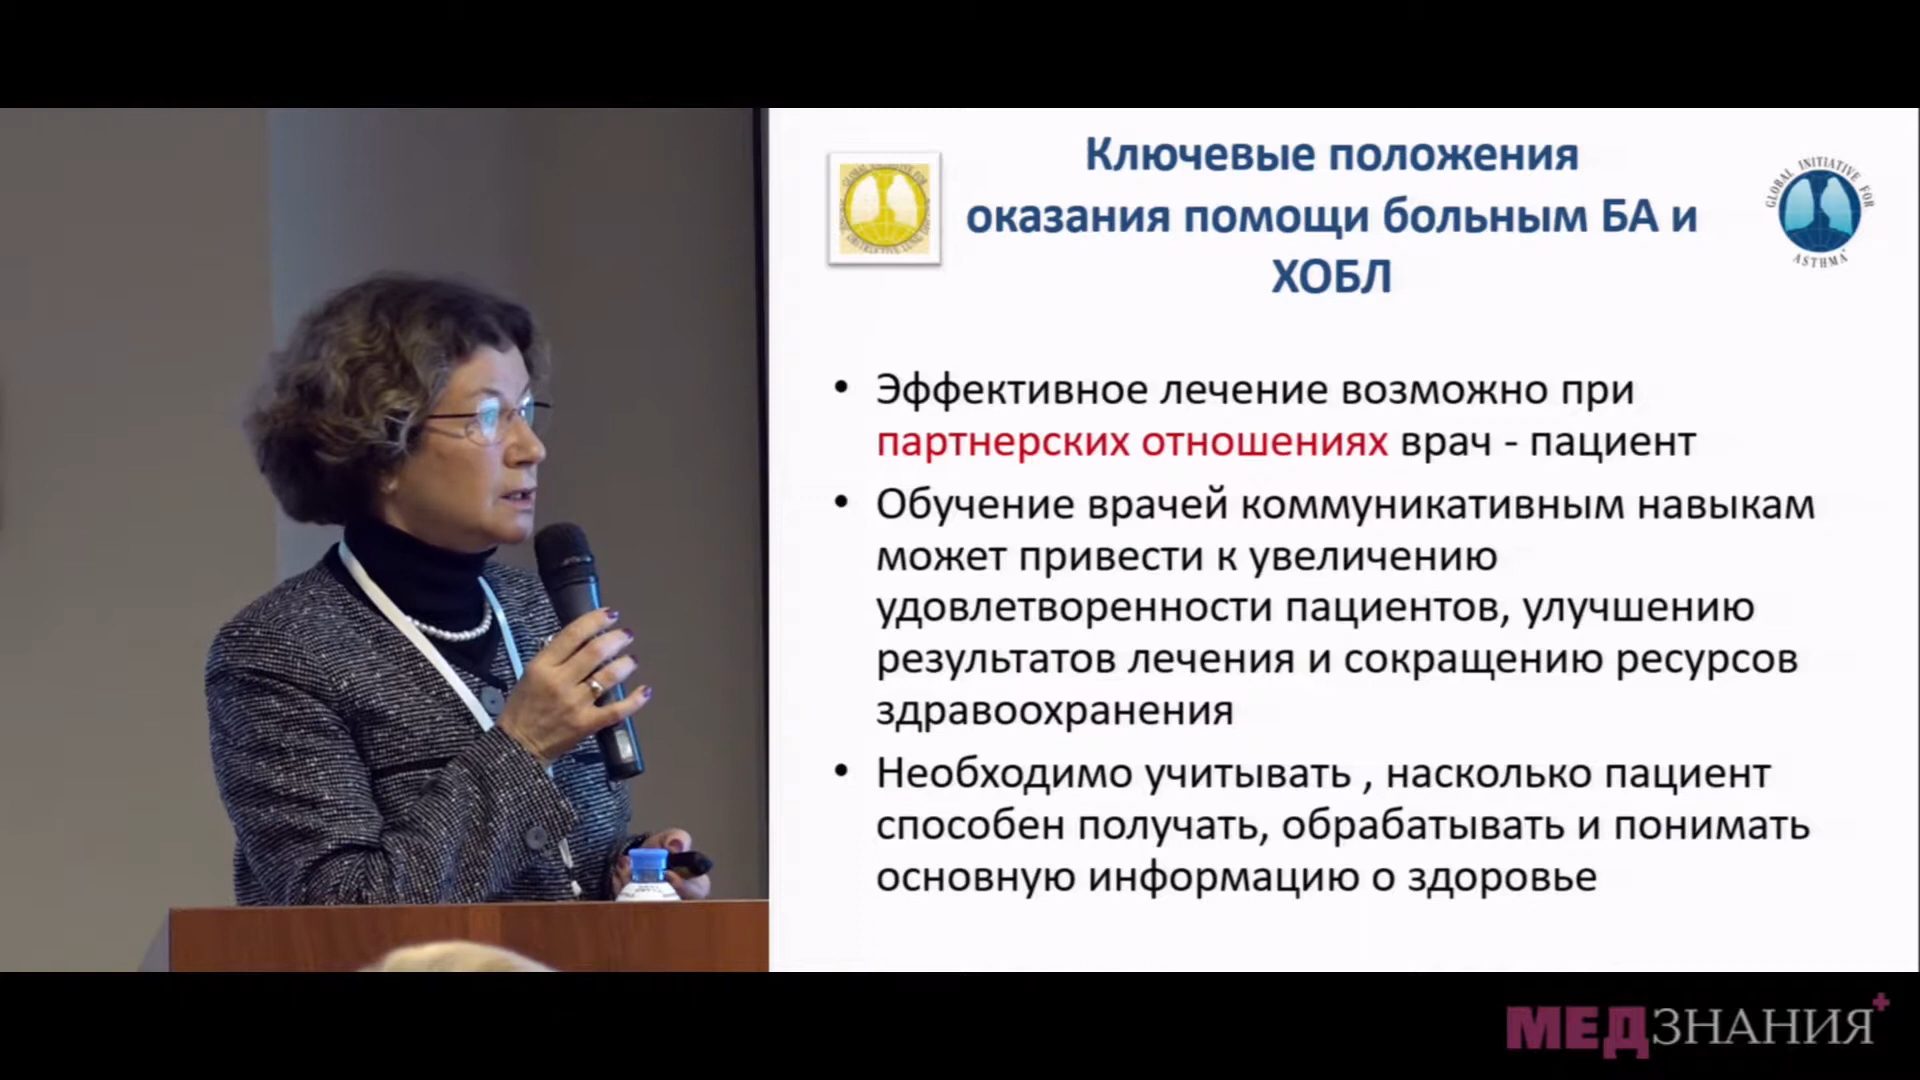 Ключевые положения
оказания помощи больным БА и
ХОБЛ
GLOBAL INITIATIVE FOR
ASTHMA
• Эффективное лечение возможно при
партнерских отношениях врач - пациент
• Обучение врачей коммуникативным навыкам
может привести к увеличению
удовлетворенности пациентов, улучшению
результатов лечения и сокращению ресурсов
здравоохранения
• Необходимо учитывать , насколько пациент
способен получать, обрабатывать и понимать
основную информацию о здоровье
МЕДЗНАНИЯ+